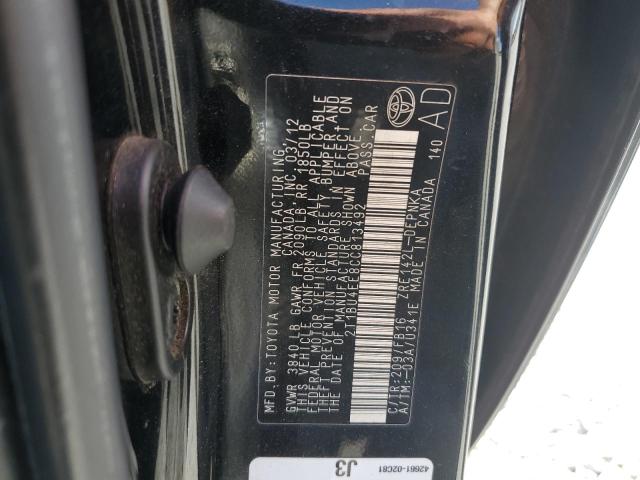 MFD. BY: TOYOTA MOTOR MANUFACTURING
CANADA, INC. 03/12
GVWR 3840 LB GAWR FR 2090LB RR 1850LB
THIS VEHICLE CONFORMS TO ALL APPLICABLE
FEDERAL MOTOR VEHICLE SAFETY, BUMPER, AND
THEFT PREVENTION STANDARDS IN EFFECT ON
THE DATE OF MANUFACTURE SHOWN ABOVE.
2T1BU4EE8CC813492 PASS. CAR
C/TR: 209/FB16 ZRE142L-DEPNKA
A/TM: -03A/U341E MADE IN CANADA 140
AD
42661-02C81
J3